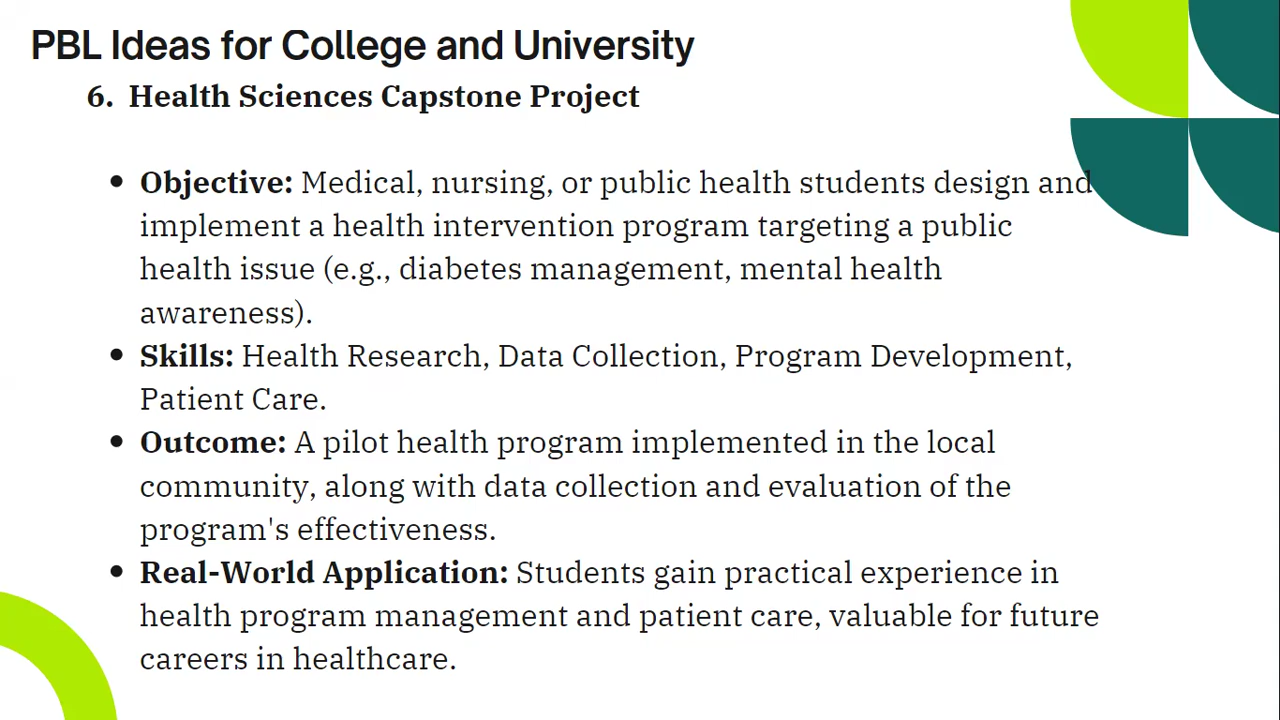 PBL Ideas for College and University
6. Health Sciences Capstone Project
• Objective: Medical, nursing, or public health students design and
implement a health intervention program targeting a public
health issue (e.g., diabetes management, mental health
awareness).
• Skills: Health Research, Data Collection, Program Development,
Patient Care.
• Outcome: A pilot health program implemented in the local
community, along with data collection and evaluation of the
program's effectiveness.
• Real-World Application: Students gain practical experience in
health program management and patient care, valuable for future
careers in healthcare.